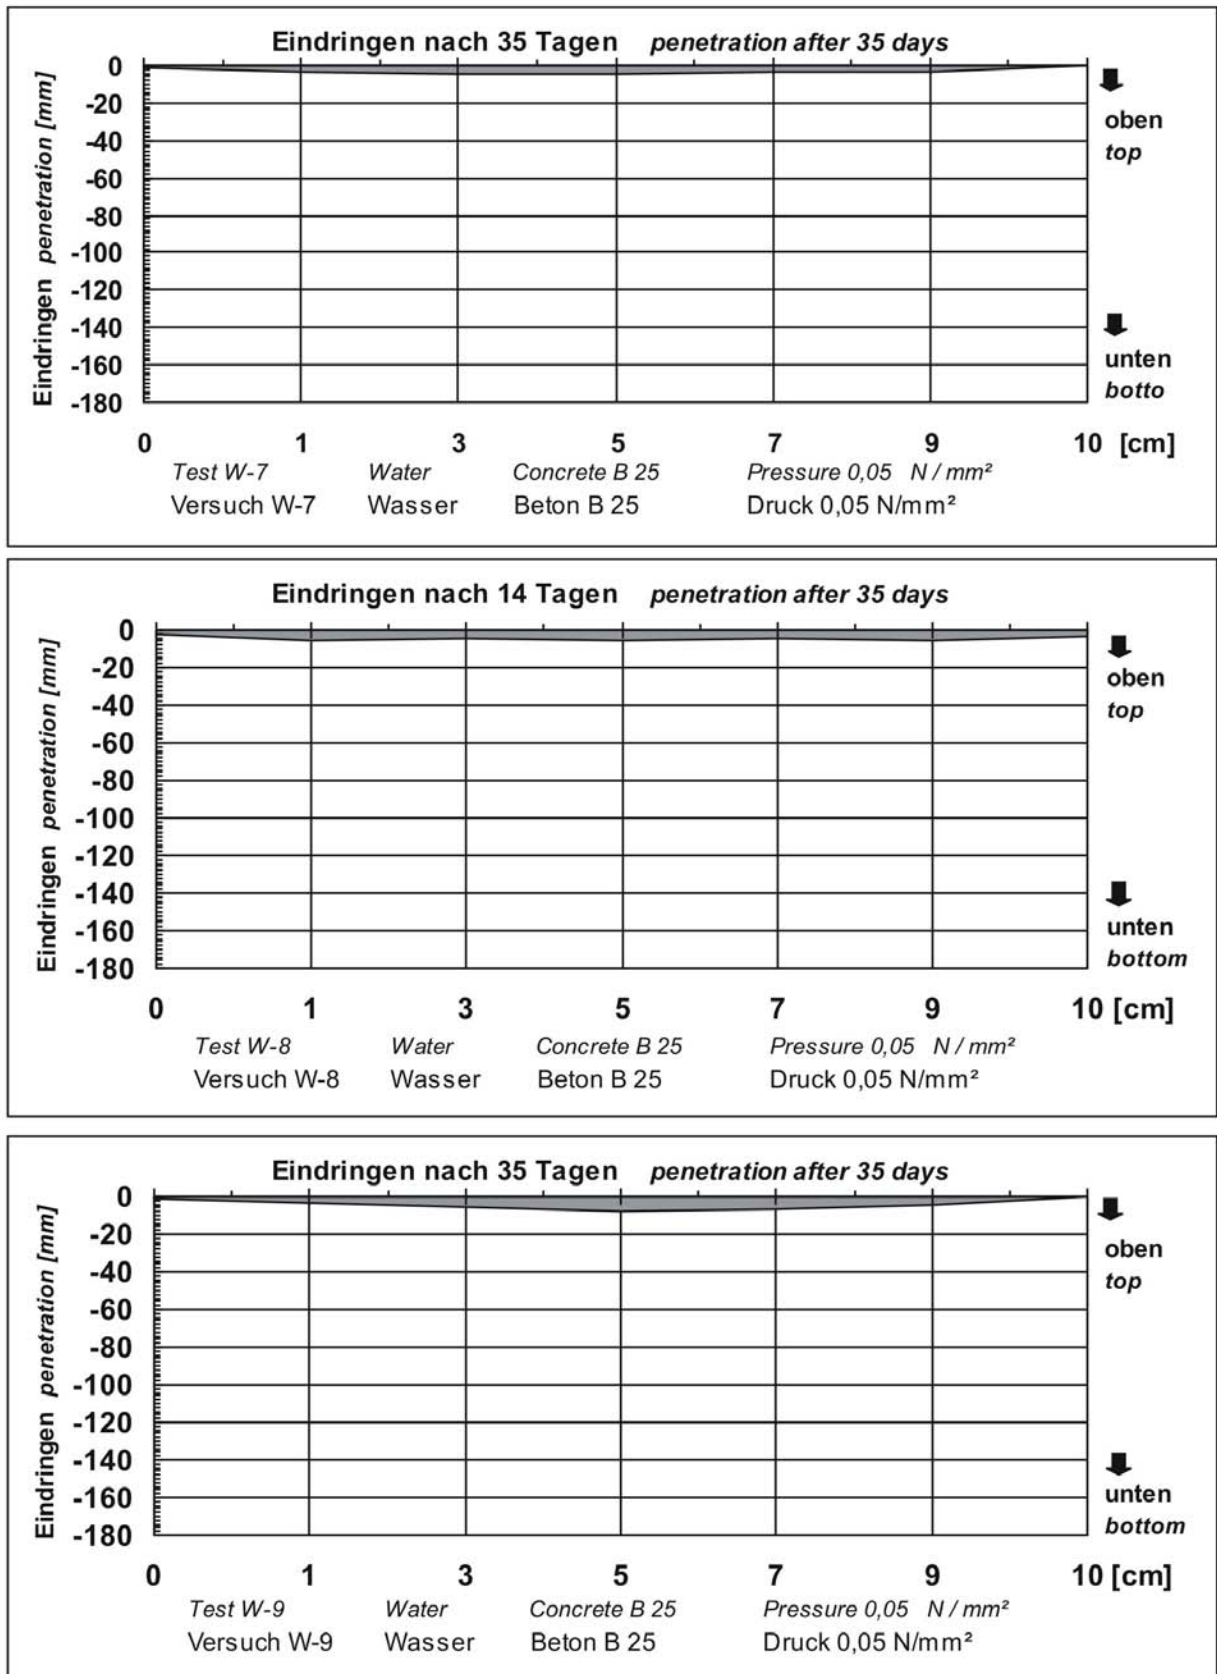 Eindringen nach 35 Tagen penetration after 35 days
Eindringen penetration [mm]
0
-20
-40
-60
-80
-100
-120
-140
-160
-180
oben
top
unten
botto
0 1 3 5 7 9 10 [cm]
Test W-7 Water Concrete B 25 Pressure 0,05 N / mm²
Versuch W-7 Wasser Beton B 25 Druck 0,05 N/mm²
Eindringen nach 14 Tagen penetration after 35 days
Eindringen penetration [mm]
0
-20
-40
-60
-80
-100
-120
-140
-160
-180
oben
top
unten
bottom
0 1 3 5 7 9 10 [cm]
Test W-8 Water Concrete B 25 Pressure 0,05 N / mm²
Versuch W-8 Wasser Beton B 25 Druck 0,05 N/mm²
Eindringen nach 35 Tagen penetration after 35 days
Eindringen penetration [mm]
0
-20
-40
-60
-80
-100
-120
-140
-160
-180
oben
top
unten
bottom
0 1 3 5 7 9 10 [cm]
Test W-9 Water Concrete B 25 Pressure 0,05 N / mm²
Versuch W-9 Wasser Beton B 25 Druck 0,05 N/mm²